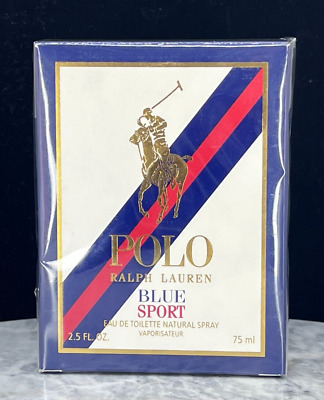 POLO
RALPH LAUREN
BLUE
SPORT
EAU DE TOILETTE NATURAL SPRAY
2.5 FL. OZ. VAPORISATEUR 75 ml